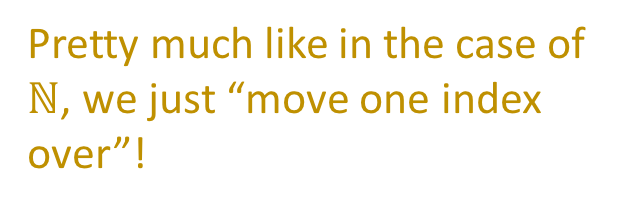 Pretty much like in the case of
ℕ, we just “move one index
over”!